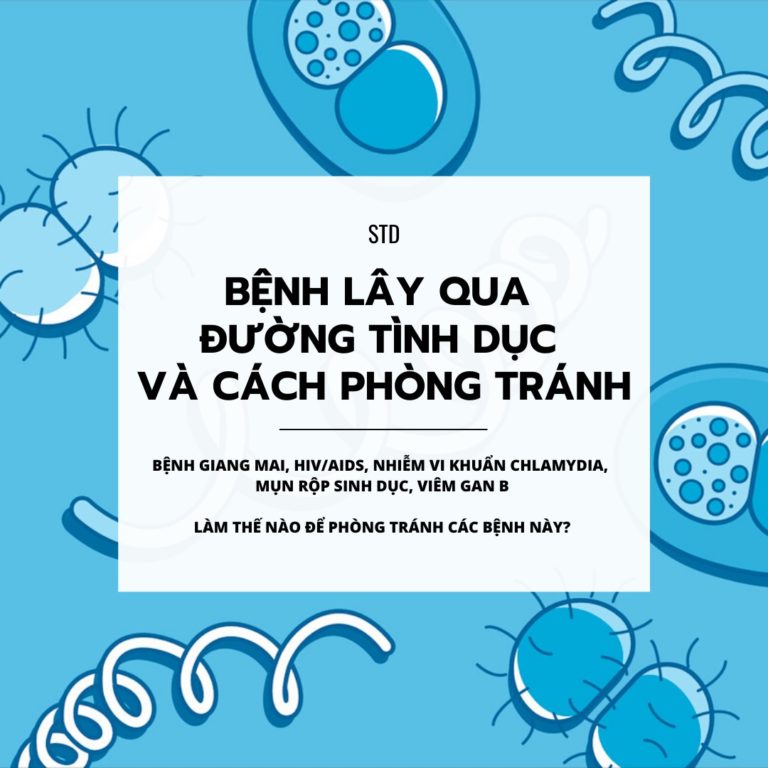 STD
BỆNH LÂY QUA
ĐƯỜNG TÌNH DỤC
VÀ CÁCH PHÒNG TRÁNH
BỆNH GIANG MAI, HIV/AIDS, NHIỄM VI KHUẨN CHLAMYDIA,
MỤN RỘP SINH DỤC, VIÊM GAN B
LÀM THẾ NÀO ĐỂ PHÒNG TRÁNH CÁC BỆNH NÀY?